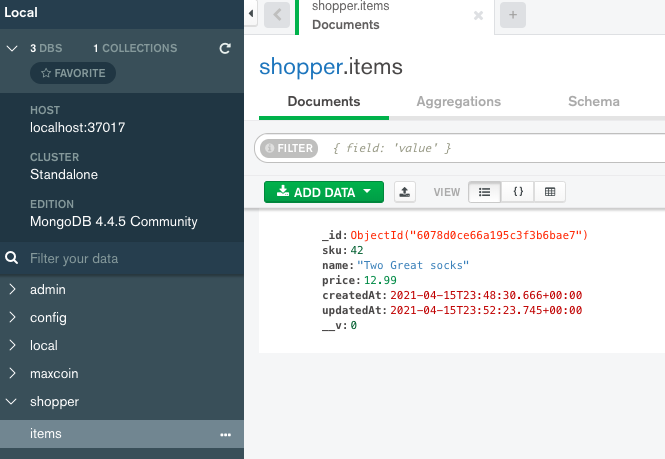 Local
3 DBS 1 COLLECTIONS
FAVORITE
HOST
localhost:37017
CLUSTER
Standalone
EDITION
MongoDB 4.4.5 Community
Filter your data
admin
config
local
maxcoin
shopper
items
shopper.items
Documents
shopper.items
Documents Aggregations Schema
FILTER { field: 'value' }
ADD DATA VIEW {}
_id: ObjectId("6078d0ce66a195c3f3b6bae7")
sku: 42
name: "Two Great socks"
price: 12.99
createdAt: 2021-04-15T23:48:30.666+00:00
updatedAt: 2021-04-15T23:52:23.745+00:00
__v: 0